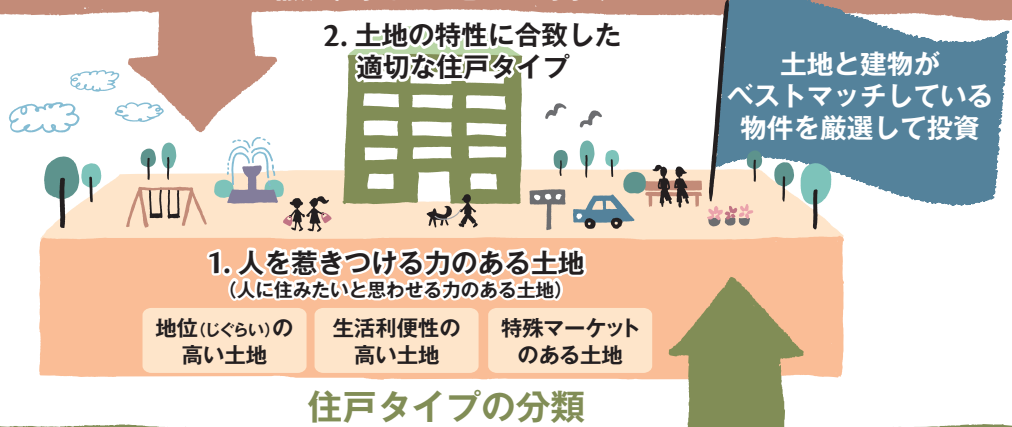 2. 土地の特性に合致した
適切な住戸タイプ
土地と建物が
ベストマッチしている
物件を厳選して投資
1. 人を惹きつける力のある土地
（人に住みたいと思わせる力のある土地）
地位（じぐらい）の
高い土地
生活利便性の
高い土地
特殊マーケット
のある土地
住戸タイプの分類